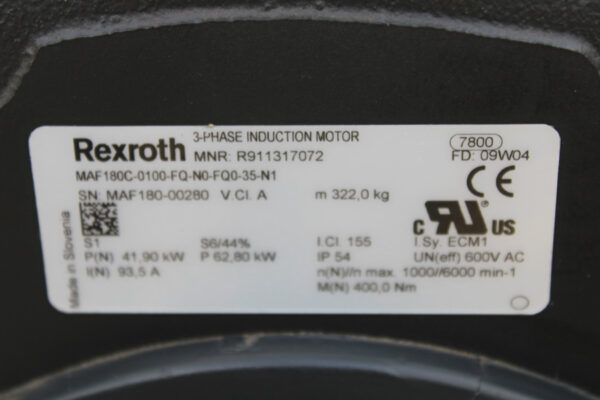 Rexroth 3-PHASE INDUCTION MOTOR
MNR: R911317072
7800
FD: 09W04
MAF180C-0100-FQ-N0-FQ0-35-N1
SN: MAF180-00280 V.Cl. A m 322,0 kg
CE
c RU US
Made in Slovenia
S1 S6/44% I.Cl. 155 I.Sy. ECM1
P(N) 41,90 kW P 62,80 kW IP 54 UN(eff) 600V AC
I(N) 93,5 A n(N)/n max. 1000//6000 min-1
M(N) 400,0 Nm